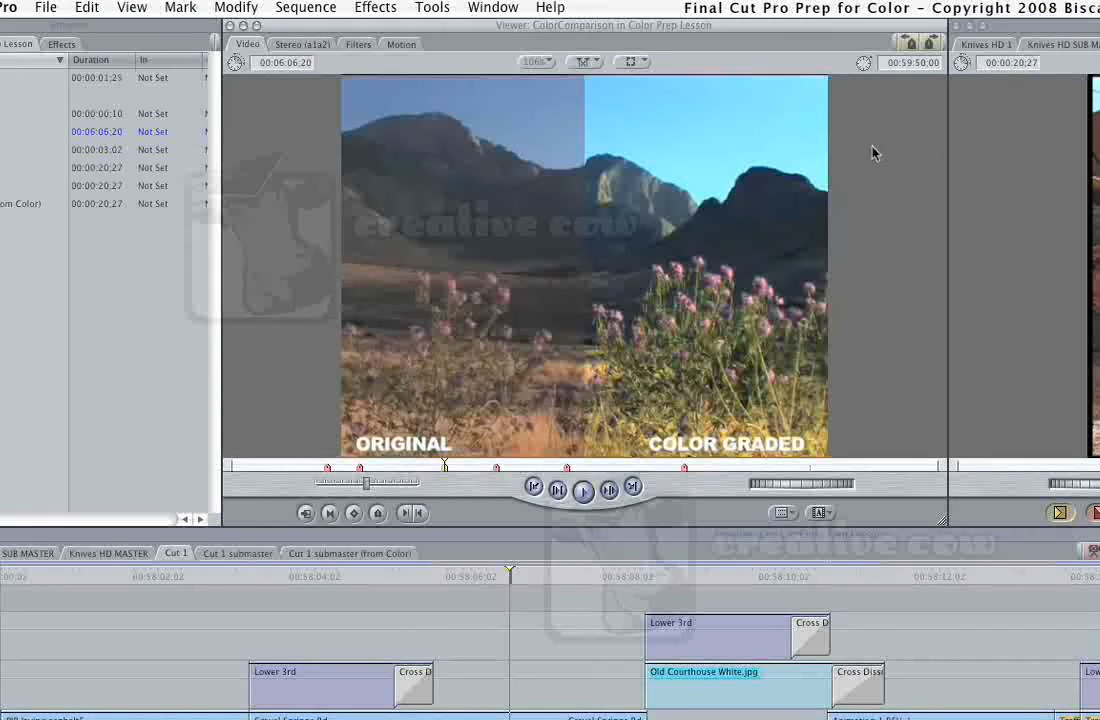 Pro File Edit View Mark Modify Sequence Effects Tools Window Help Final Cut Pro Prep for Color - Copyright 2008 Bisca
Viewer: ColorComparison in Color Prep Lesson
Lesson Effects
Video Stereo (a1a2) Filters Motion
Knives HD 1 Knives HD SUB MA
Duration In
00:06:06;20 106% 00:59:50:00 00:00:20;27
00:00:01:25 Not Set
00:00:00;10 Not Set
00:06:06;20 Not Set
00:00:03;02 Not Set
00:00:20;27 Not Set
00:00:20;27 Not Set
om Color) 00:00:20;27 Not Set
creative cow
ORIGINAL COLOR GRADED
creative cow
SUB MASTER Knives HD MASTER Cut 1 Cut 1 submaster Cut 1 submaster (from Color)
00;02 00:58:02;02 00:58:04;02 00:58:06;02 00:58:08;02 00:58:10;02 00:58:12;02 00:58:
Lower 3rd Cross D
Lower 3rd Cross D Old Courthouse White.jpg Cross Diss Low